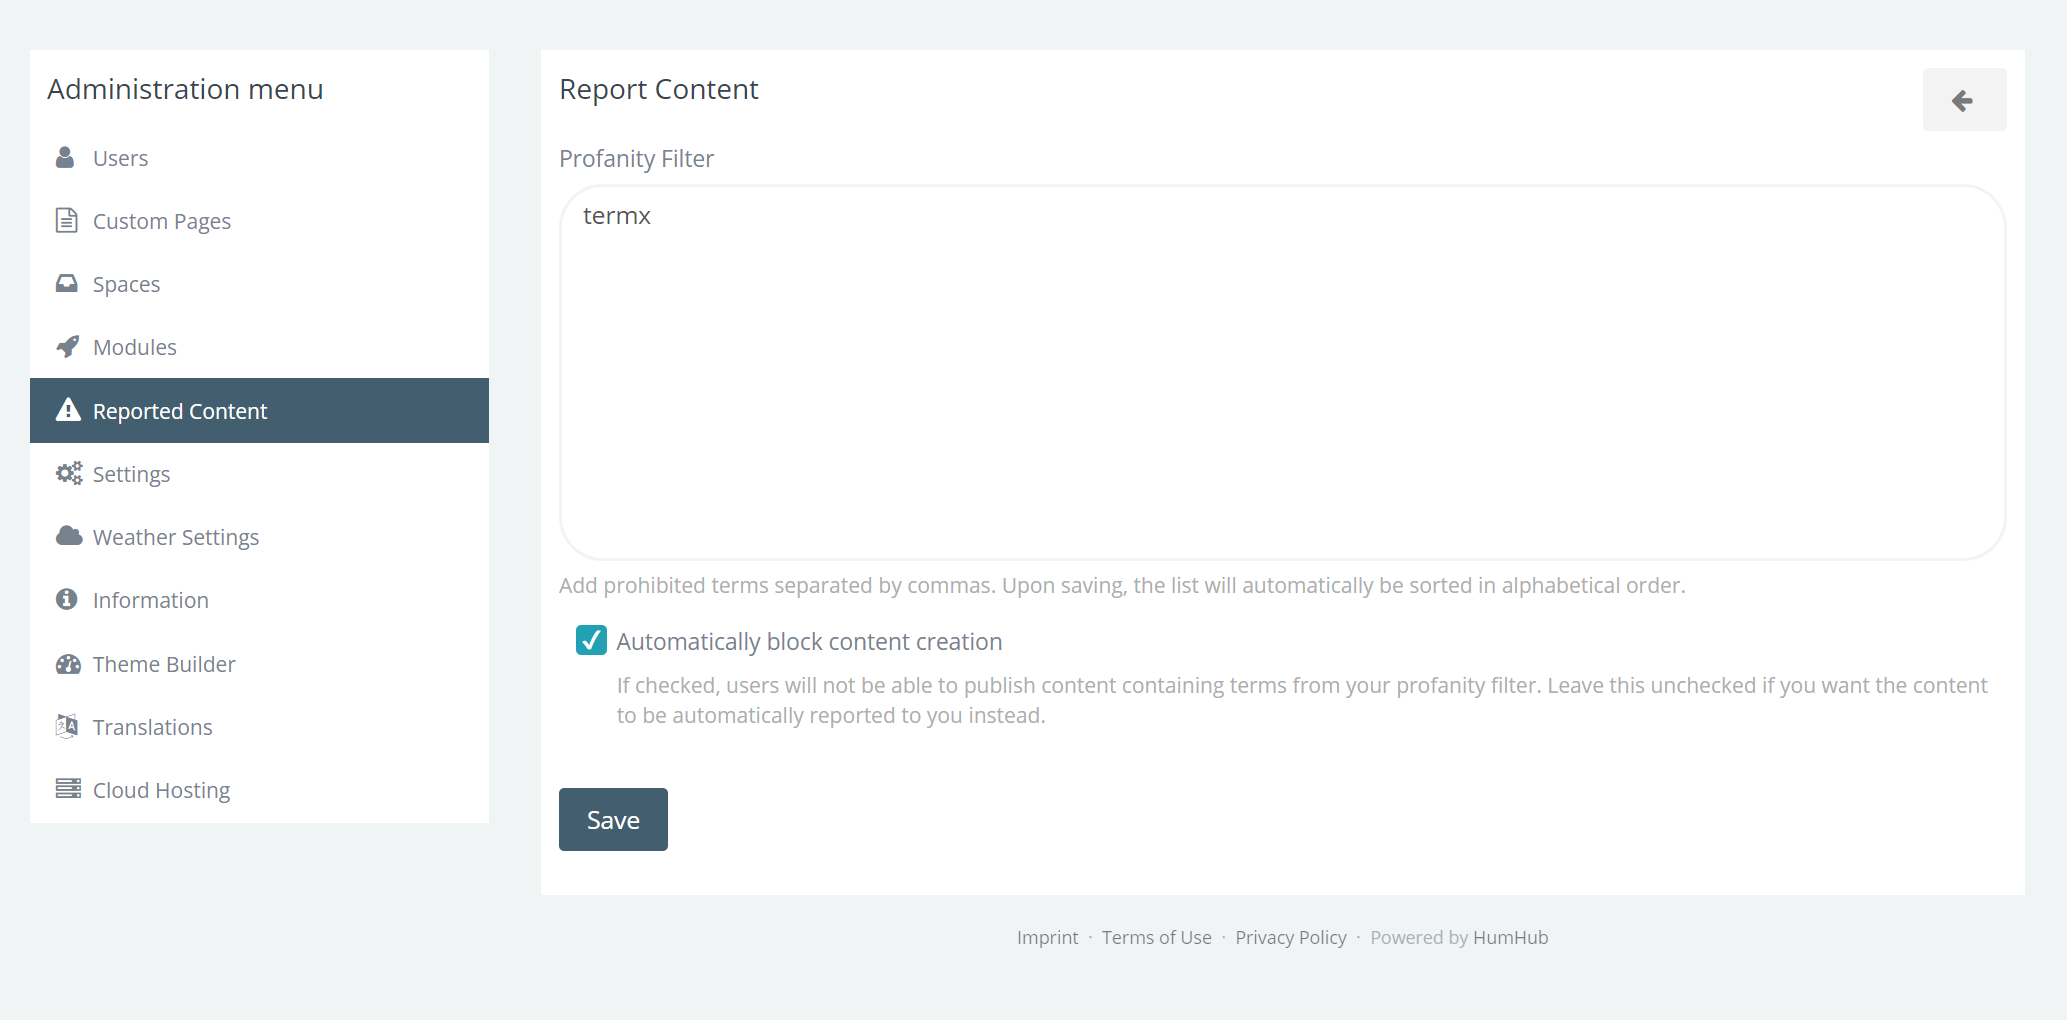 Administration menu
Users
Custom Pages
Spaces
Modules
Reported Content
Settings
Weather Settings
Information
Theme Builder
Translations
Cloud Hosting
Report Content
Profanity Filter
termx
Add prohibited terms separated by commas. Upon saving, the list will automatically be sorted in alphabetical order.
Automatically block content creation
If checked, users will not be able to publish content containing terms from your profanity filter. Leave this unchecked if you want the content
to be automatically reported to you instead.
Save
Imprint · Terms of Use · Privacy Policy · Powered by HumHub